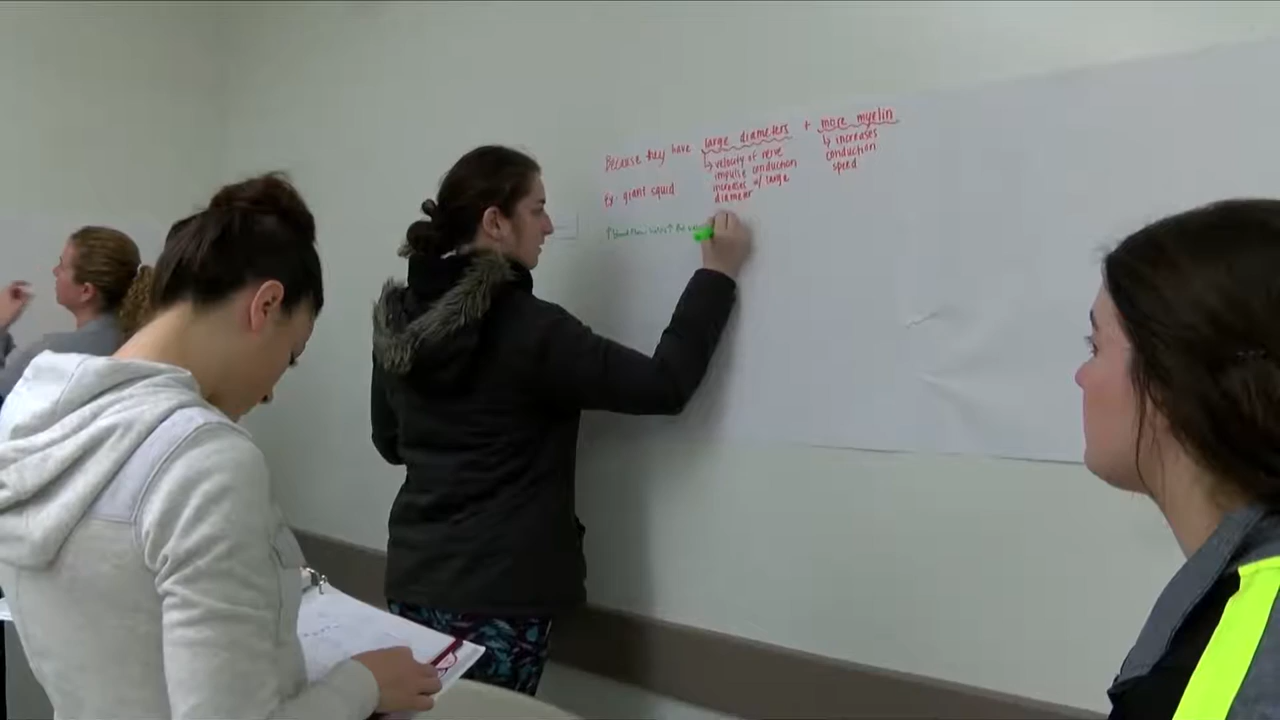 Because they have large diameters + more myelin
↳ velocity of nerve
impulse conduction
increases w/ large
diameter
↳ increases
conduction
speed
Ex: giant squid